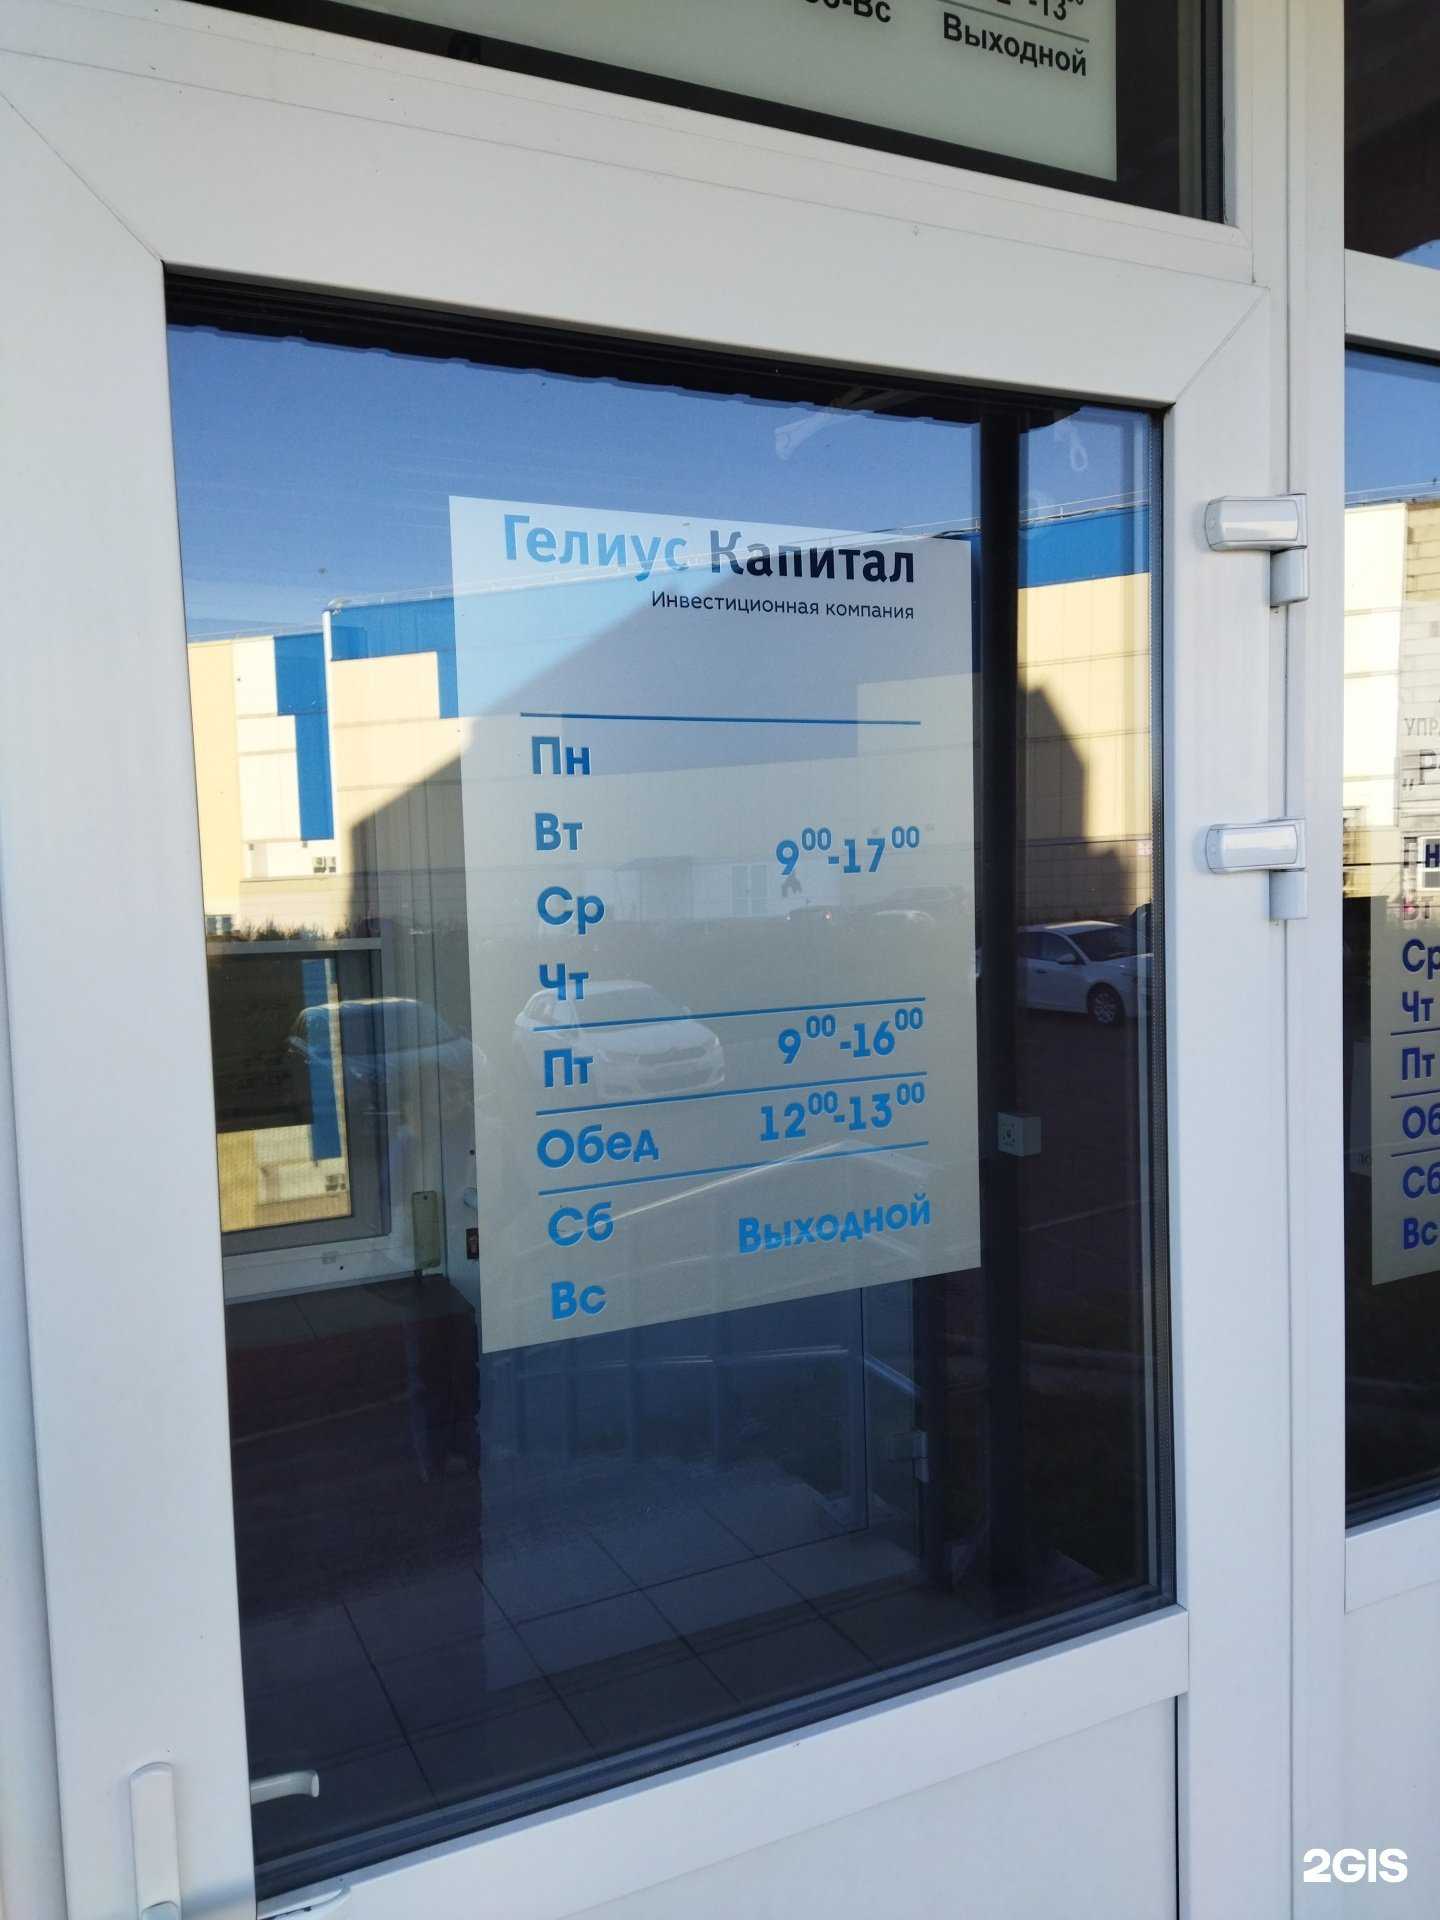 -Вс
Выходной
Гелиус Капитал
Инвестиционная компания
Пн
Вт
9⁰⁰-17⁰⁰
Ср
Чт
Пт 9⁰⁰-16⁰⁰
Обед 12⁰⁰-13⁰⁰
Сб
Выходной
Вс
Ср
Чт
Пт
Сб
Вс
2GIS